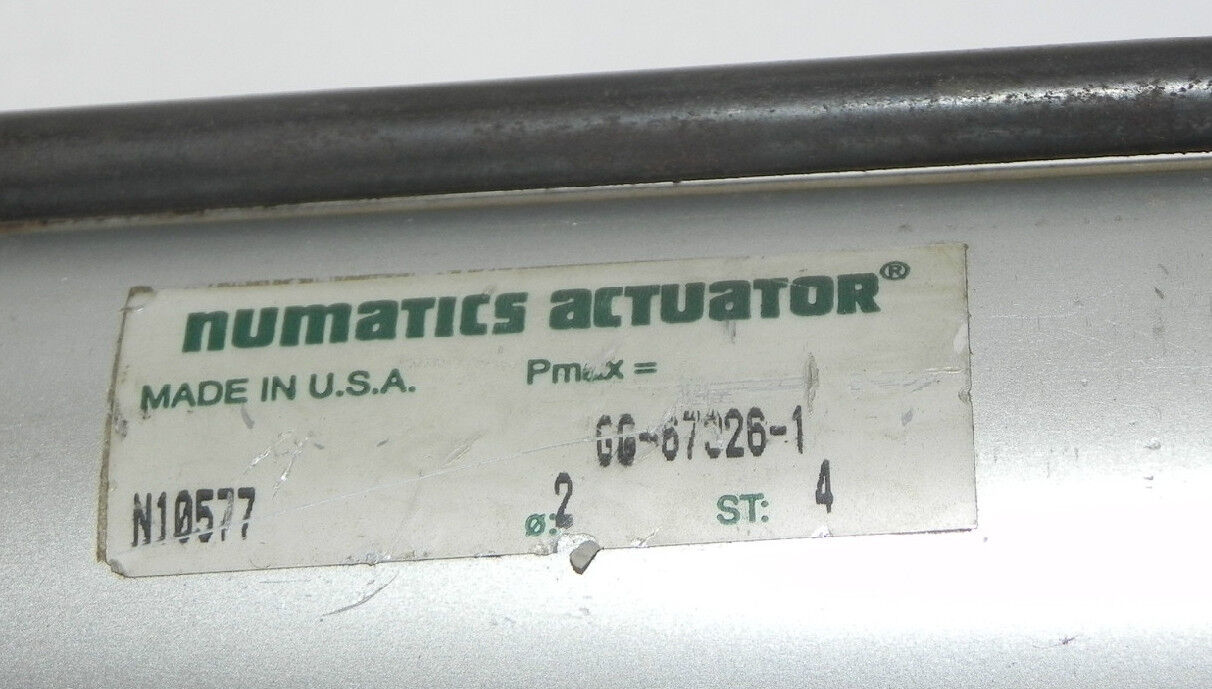 numatics actuator®
MADE IN U.S.A. Pmax =
GG-67326-1
N10577 ø: 2 ST: 4